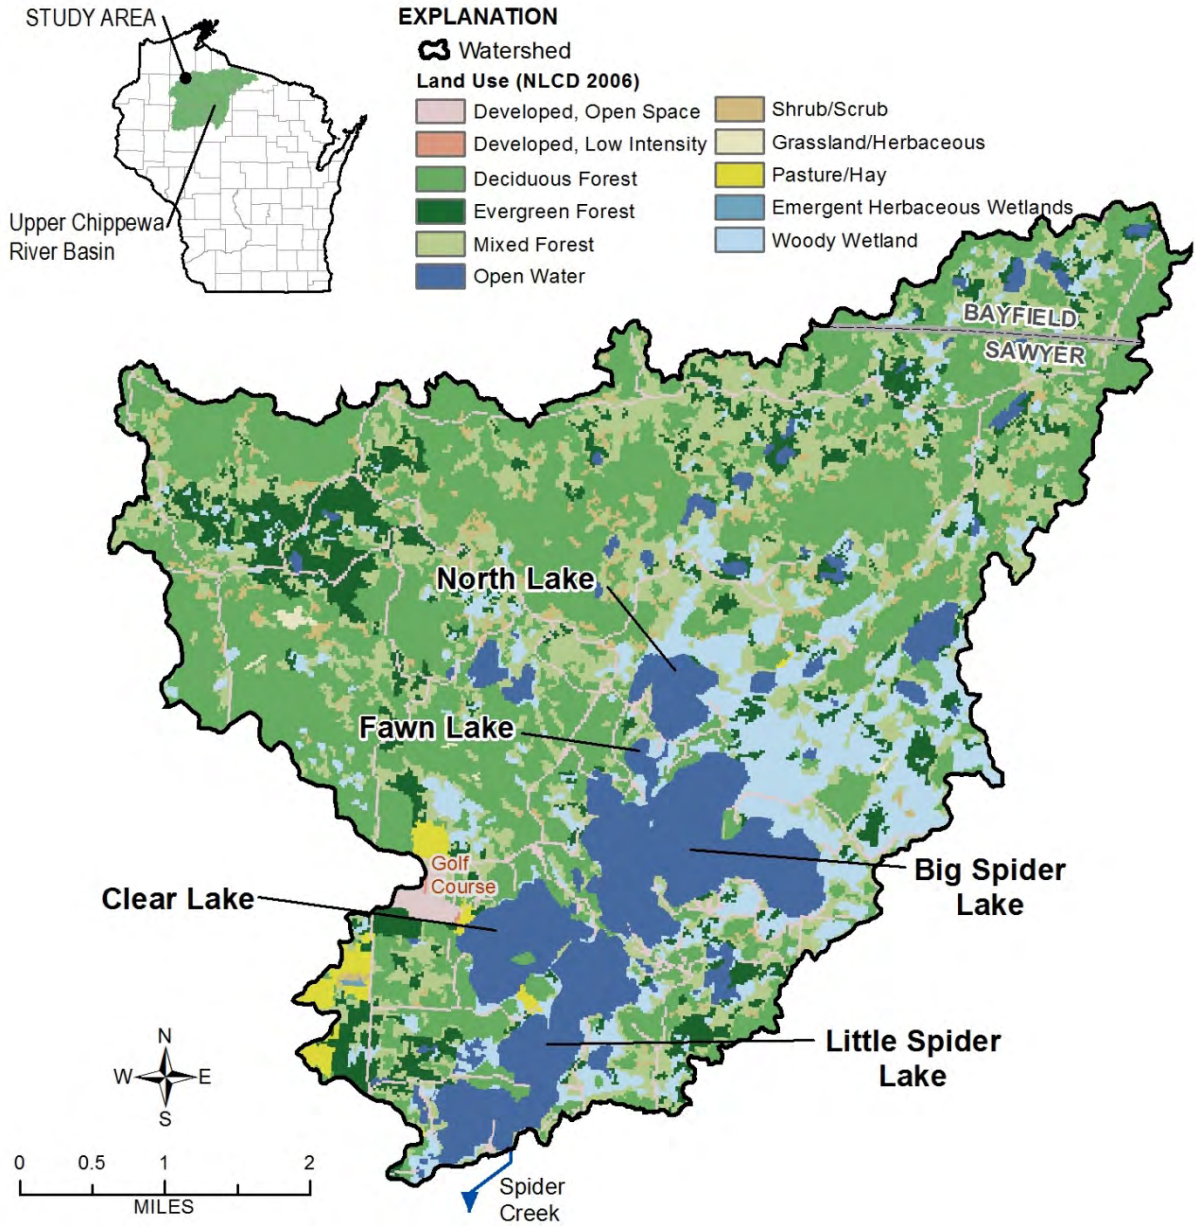 STUDY AREA
Upper Chippewa
River Basin
EXPLANATION
Watershed
Land Use (NLCD 2006)
Developed, Open Space
Developed, Low Intensity
Deciduous Forest
Evergreen Forest
Mixed Forest
Open Water
Shrub/Scrub
Grassland/Herbaceous
Pasture/Hay
Emergent Herbaceous Wetlands
Woody Wetland
BAYFIELD
SAWYER
North Lake
Fawn Lake
Golf
Course
Clear Lake
Big Spider
Lake
Little Spider
Lake
N
W E
S
0 0.5 1 2
MILES
Spider
Creek